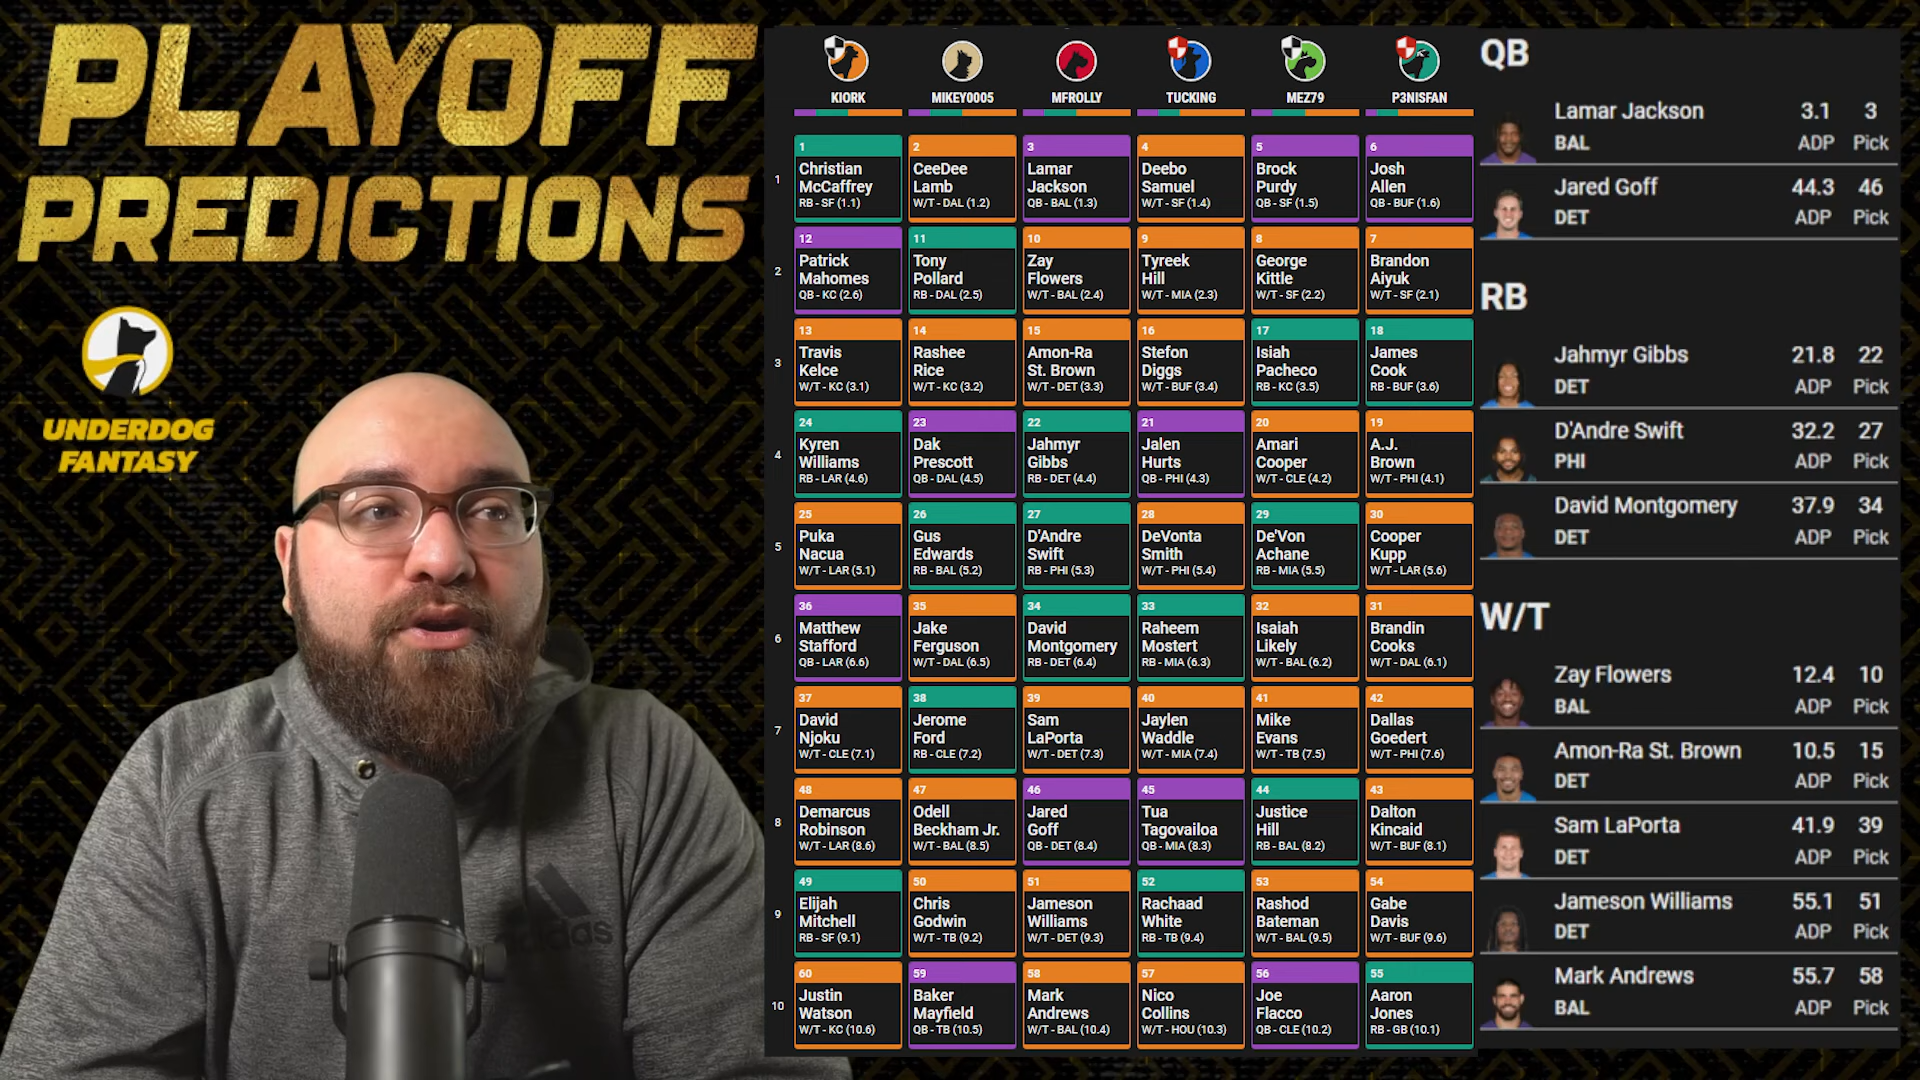 PLAYOFF
PREDICTIONS
UNDERDOG
FANTASY
adidas
KIORK MIKEY0005 MFROLLY TUCKING MEZ79 P3NISFAN
1
1 Christian McCaffrey RB - SF (1.1)
2 CeeDee Lamb W/T - DAL (1.2)
3 Lamar Jackson QB - BAL (1.3)
4 Deebo Samuel W/T - SF (1.4)
5 Brock Purdy QB - SF (1.5)
6 Josh Allen QB - BUF (1.6)
2
12 Patrick Mahomes QB - KC (2.6)
11 Tony Pollard RB - DAL (2.5)
10 Zay Flowers W/T - BAL (2.4)
9 Tyreek Hill W/T - MIA (2.3)
8 George Kittle W/T - SF (2.2)
7 Brandon Aiyuk W/T - SF (2.1)
3
13 Travis Kelce W/T - KC (3.1)
14 Rashee Rice W/T - KC (3.2)
15 Amon-Ra St. Brown W/T - DET (3.3)
16 Stefon Diggs W/T - BUF (3.4)
17 Isiah Pacheco RB - KC (3.5)
18 James Cook RB - BUF (3.6)
4
24 Kyren Williams RB - LAR (4.6)
23 Dak Prescott QB - DAL (4.5)
22 Jahmyr Gibbs RB - DET (4.4)
21 Jalen Hurts QB - PHI (4.3)
20 Amari Cooper W/T - CLE (4.2)
19 A.J. Brown W/T - PHI (4.1)
5
25 Puka Nacua W/T - LAR (5.1)
26 Gus Edwards RB - BAL (5.2)
27 D'Andre Swift RB - PHI (5.3)
28 DeVonta Smith W/T - PHI (5.4)
29 De'Von Achane RB - MIA (5.5)
30 Cooper Kupp W/T - LAR (5.6)
6
36 Matthew Stafford QB - LAR (6.6)
35 Jake Ferguson W/T - DAL (6.5)
34 David Montgomery RB - DET (6.4)
33 Raheem Mostert RB - MIA (6.3)
32 Isaiah Likely W/T - BAL (6.2)
31 Brandin Cooks W/T - DAL (6.1)
7
37 David Njoku W/T - CLE (7.1)
38 Jerome Ford RB - CLE (7.2)
39 Sam LaPorta W/T - DET (7.3)
40 Jaylen Waddle W/T - MIA (7.4)
41 Mike Evans W/T - TB (7.5)
42 Dallas Goedert W/T - PHI (7.6)
8
48 Demarcus Robinson W/T - LAR (8.6)
47 Odell Beckham Jr. W/T - BAL (8.5)
46 Jared Goff QB - DET (8.4)
45 Tua Tagovailoa QB - MIA (8.3)
44 Justice Hill RB - BAL (8.2)
43 Dalton Kincaid W/T - BUF (8.1)
9
49 Elijah Mitchell RB - SF (9.1)
50 Chris Godwin W/T - TB (9.2)
51 Jameson Williams W/T - DET (9.3)
52 Rachaad White RB - TB (9.4)
53 Rashod Bateman W/T - BAL (9.5)
54 Gabe Davis W/T - BUF (9.6)
10
60 Justin Watson W/T - KC (10.6)
59 Baker Mayfield QB - TB (10.5)
58 Mark Andrews W/T - BAL (10.4)
57 Nico Collins W/T - HOU (10.3)
56 Joe Flacco QB - CLE (10.2)
55 Aaron Jones RB - GB (10.1)
QB
Lamar Jackson 3.1 3
BAL ADP Pick
Jared Goff 44.3 46
DET ADP Pick
RB
Jahmyr Gibbs 21.8 22
DET ADP Pick
D'Andre Swift 32.2 27
PHI ADP Pick
David Montgomery 37.9 34
DET ADP Pick
W/T
Zay Flowers 12.4 10
BAL ADP Pick
Amon-Ra St. Brown 10.5 15
DET ADP Pick
Sam LaPorta 41.9 39
DET ADP Pick
Jameson Williams 55.1 51
DET ADP Pick
Mark Andrews 55.7 58
BAL ADP Pick